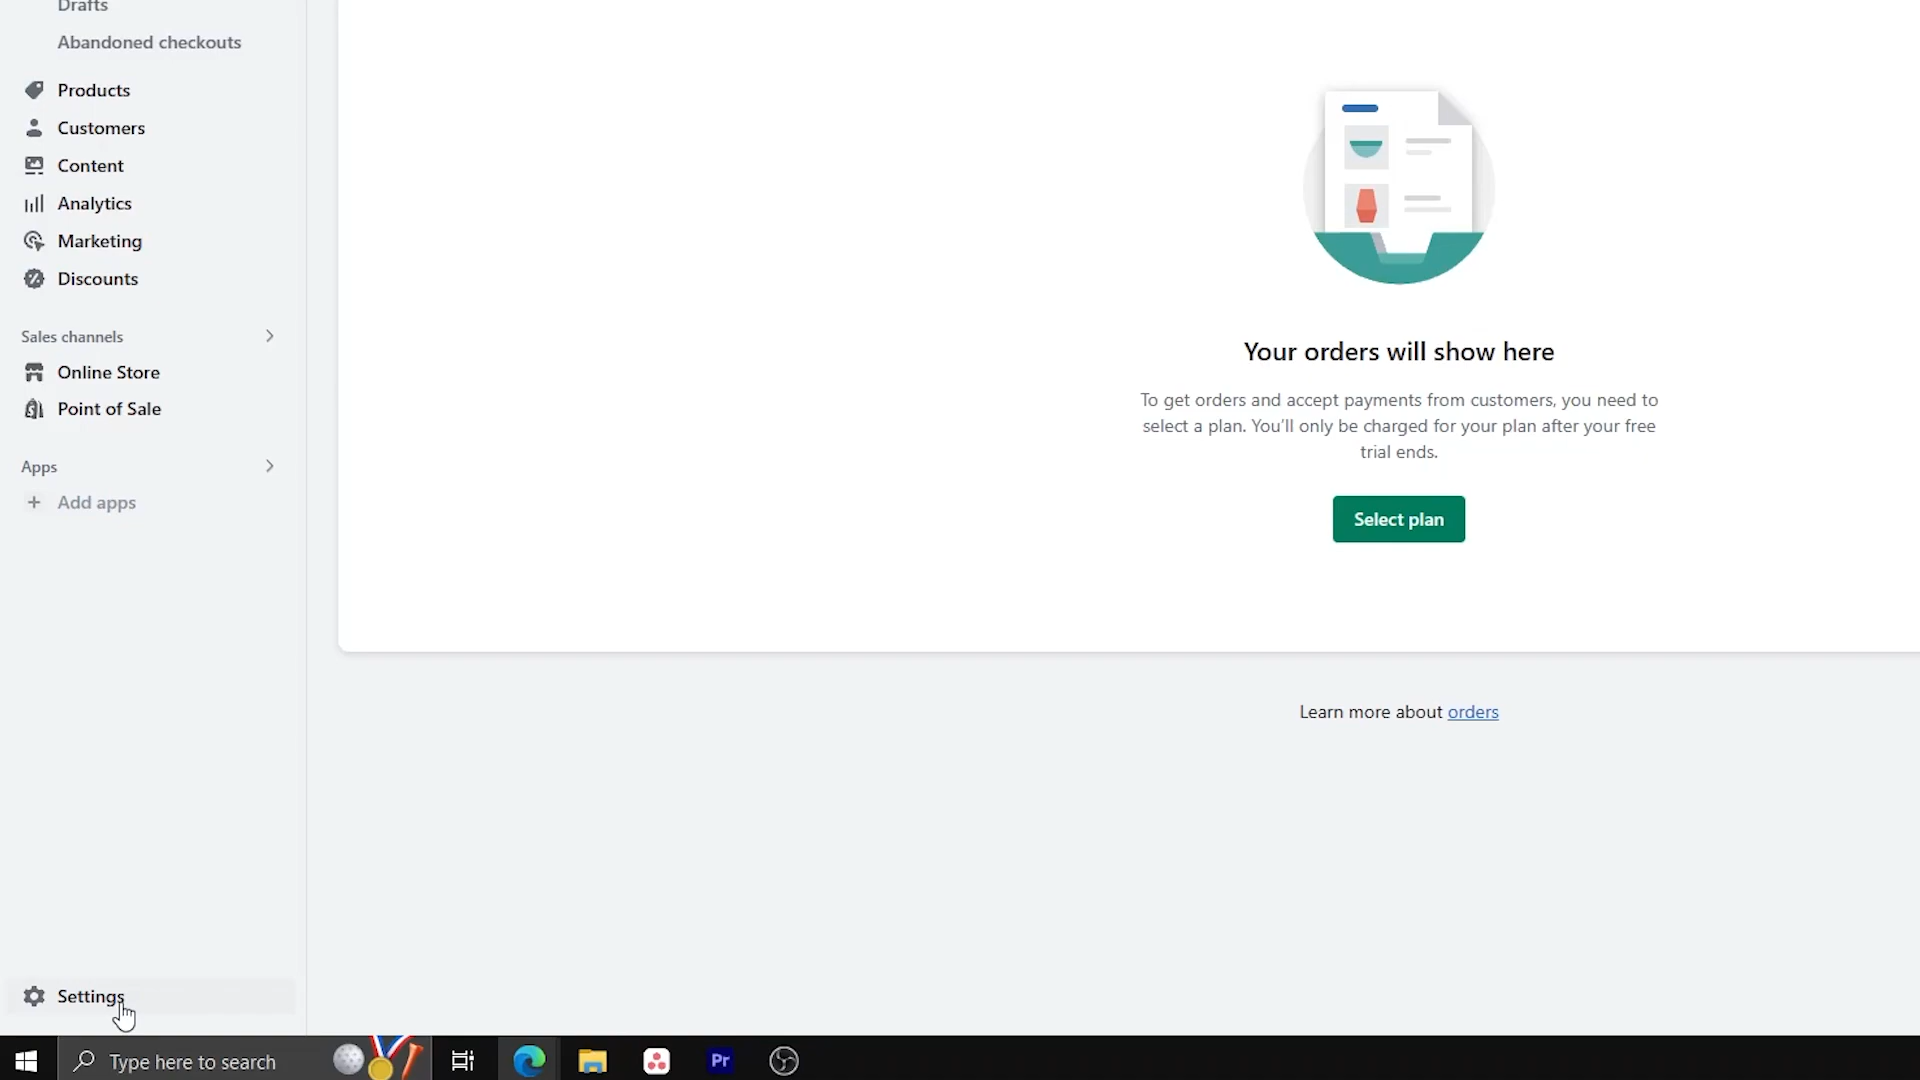 Drafts
Abandoned checkouts
Products
Customers
Content
Analytics
Marketing
Discounts
Sales channels
Online Store
Point of Sale
Apps
Add apps
Settings
Your orders will show here
To get orders and accept payments from customers, you need to
select a plan. You’ll only be charged for your plan after your free
trial ends.
Select plan
Learn more about orders
Type here to search
Pr